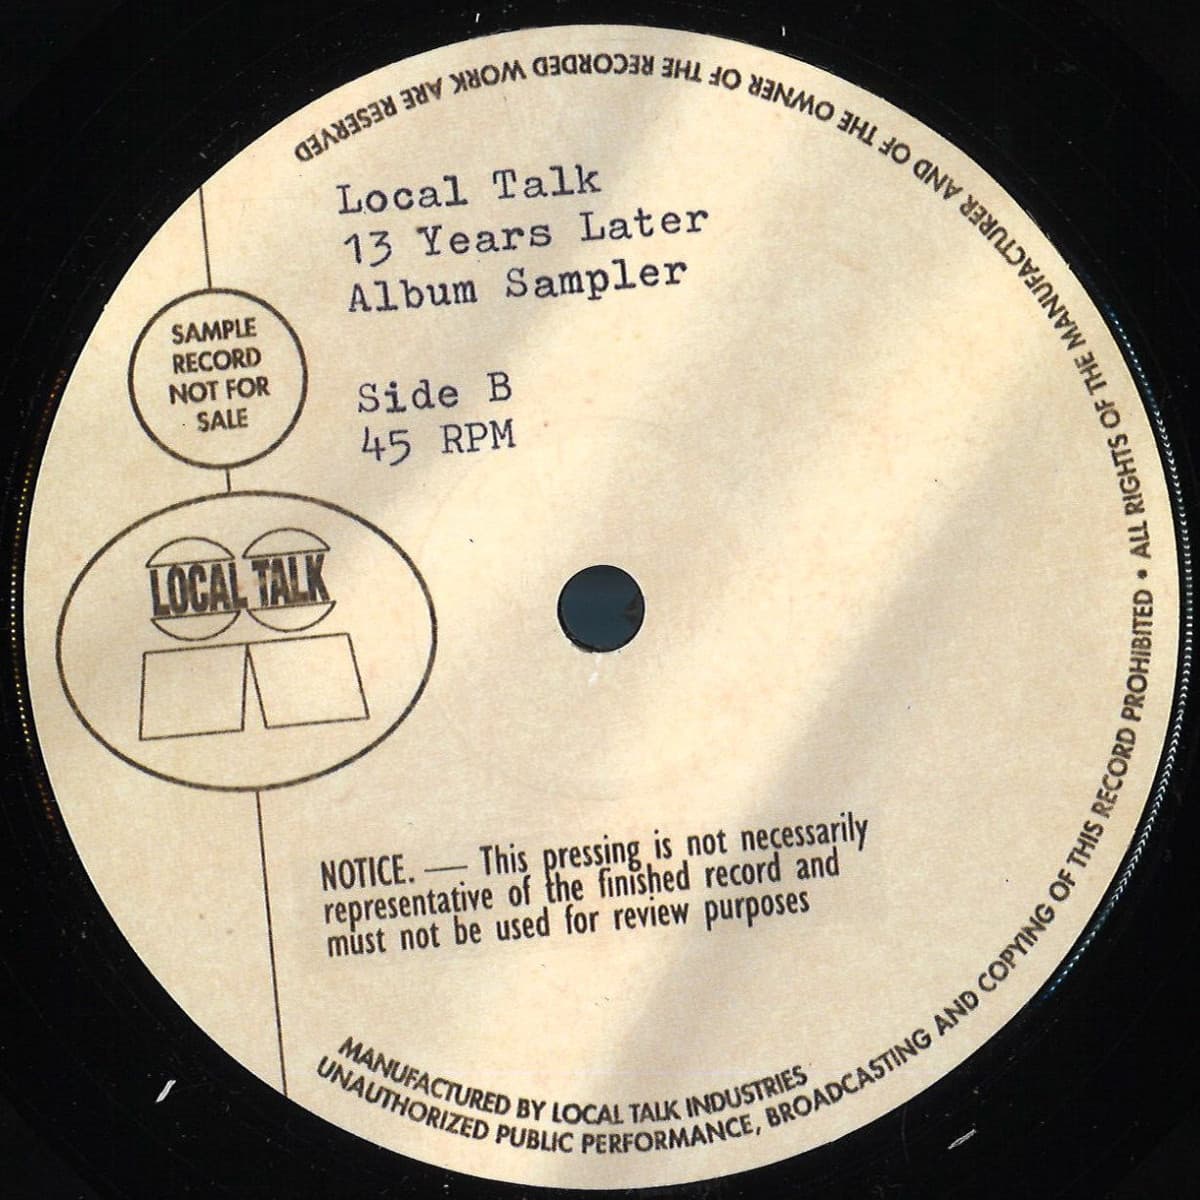 Local Talk
13 Years Later
Album Sampler
Side B
45 RPM
SAMPLE
RECORD
NOT FOR
SALE
LOCAL TALK
NOTICE. — This pressing is not necessarily
representative of the finished record and
must not be used for review purposes
MANUFACTURED BY LOCAL TALK INDUSTRIES
UNAUTHORIZED PUBLIC PERFORMANCE, BROADCASTING AND COPYING OF THIS RECORD PROHIBITED • ALL RIGHTS OF THE MANUFACTURER AND OF THE OWNER OF THE RECORDED WORK ARE RESERVED